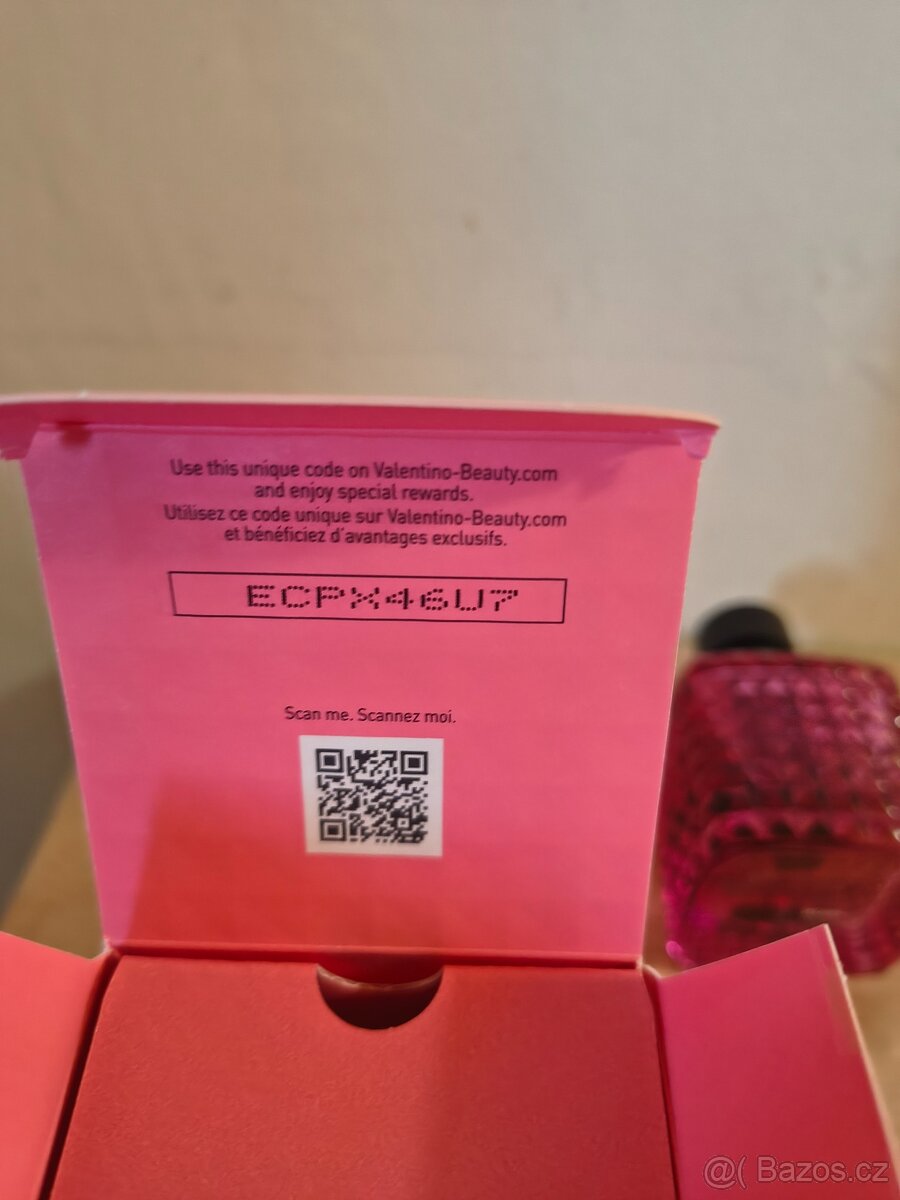 Use this unique code on Valentino-Beauty.com
and enjoy special rewards.
Utilisez ce code unique sur Valentino-Beauty.com
et bénéficiez d'avantages exclusifs.
ECPX46U7
Scan me. Scannez moi.
@( Bazos.cz